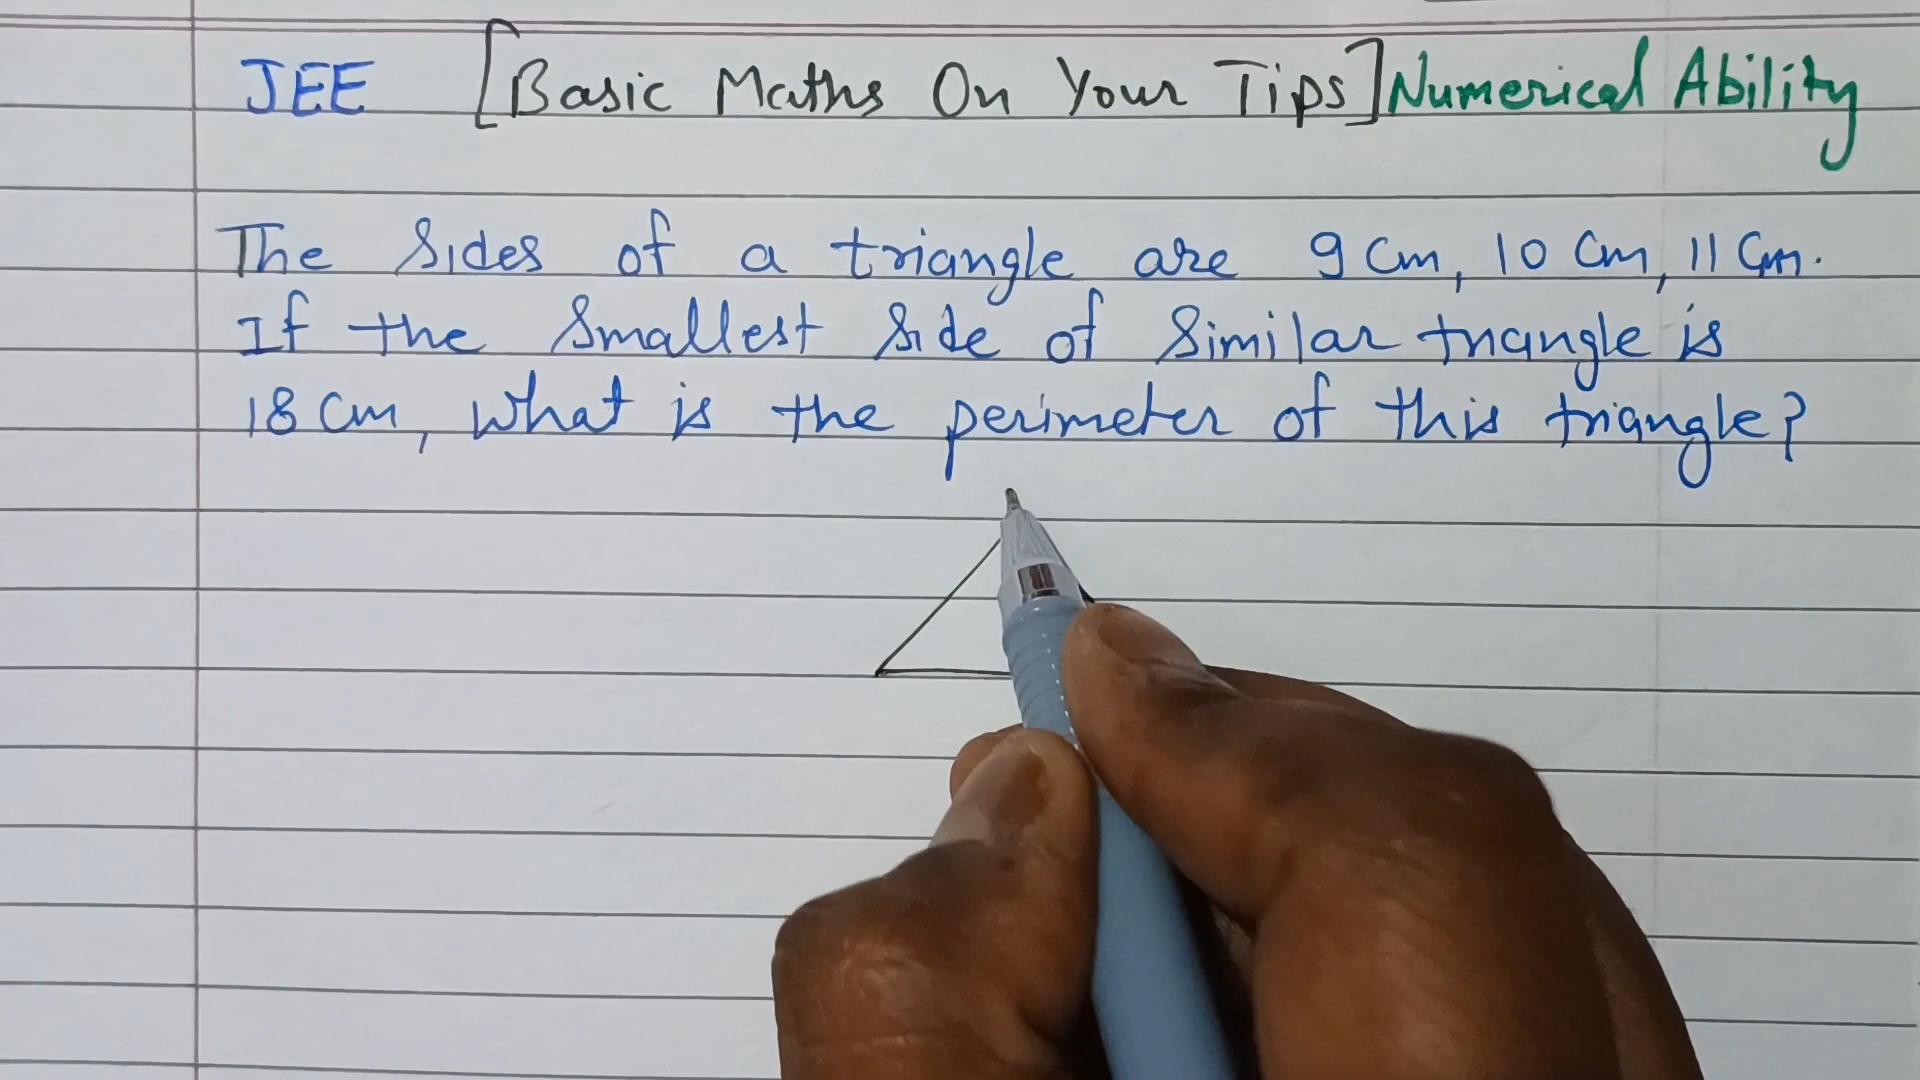 JEE [Basic Maths On Your Tips] Numerical Ability
The Sides of a triangle are 9 Cm, 10 Cm, 11 Cm.
If the Smallest Side of Similar triangle is
18 Cm, What is the perimeter of this triangle?